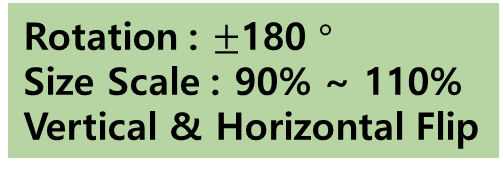 Rotation : ±180 °
Size Scale : 90% ~ 110%
Vertical & Horizontal Flip